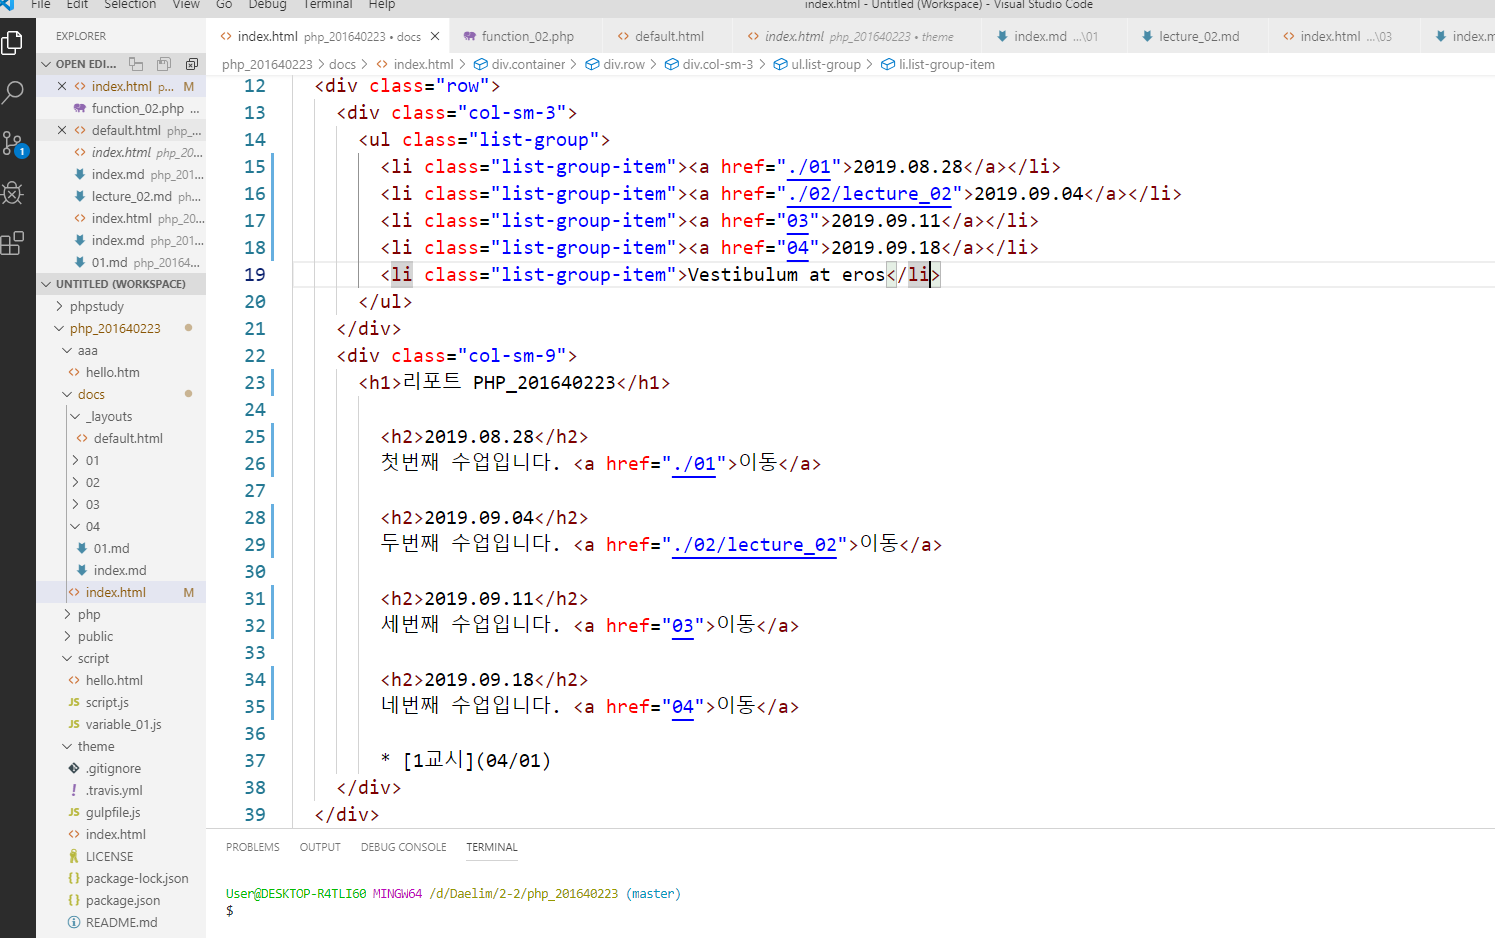 File Edit Selection View Go Debug Terminal Help index.html - Untitled (Workspace) - Visual Studio Code
EXPLORER
index.html php_201640223 • docs
function_02.php
default.html
index.html php_201640223 • theme
index.md ...\01
lecture_02.md
index.html ...\03
index.m
OPEN EDI...
index.html p... M
function_02.php ...
default.html php_...
index.html php_20...
index.md php_201...
lecture_02.md ph...
index.html php_20...
index.md php_201...
01.md php_20164...
UNTITLED (WORKSPACE)
phpstudy
php_201640223
aaa
hello.htm
docs
_layouts
default.html
01
02
03
04
01.md
index.md
index.html M
php
public
script
hello.html
JS script.js
JS variable_01.js
theme
.gitignore
! .travis.yml
JS gulpfile.js
index.html
LICENSE
{} package-lock.json
{} package.json
README.md
1
php_201640223 > docs > index.html > div.container > div.row > div.col-sm-3 > ul.list-group > li.list-group-item
12 <div class="row">
13 <div class="col-sm-3">
14 <ul class="list-group">
15 <li class="list-group-item"><a href="./01">2019.08.28</a></li>
16 <li class="list-group-item"><a href="./02/lecture_02">2019.09.04</a></li>
17 <li class="list-group-item"><a href="03">2019.09.11</a></li>
18 <li class="list-group-item"><a href="04">2019.09.18</a></li>
19 <li class="list-group-item">Vestibulum at eros</li>
20 </ul>
21 </div>
22 <div class="col-sm-9">
23 <h1>리포트 PHP_201640223</h1>
24
25 <h2>2019.08.28</h2>
26 첫번째 수업입니다. <a href="./01">이동</a>
27
28 <h2>2019.09.04</h2>
29 두번째 수업입니다. <a href="./02/lecture_02">이동</a>
30
31 <h2>2019.09.11</h2>
32 세번째 수업입니다. <a href="03">이동</a>
33
34 <h2>2019.09.18</h2>
35 네번째 수업입니다. <a href="04">이동</a>
36
37 * [1교시](04/01)
38 </div>
39 </div>
PROBLEMS OUTPUT DEBUG CONSOLE TERMINAL
User@DESKTOP-R4TLI60 MINGW64 /d/Daelim/2-2/php_201640223 (master)
$